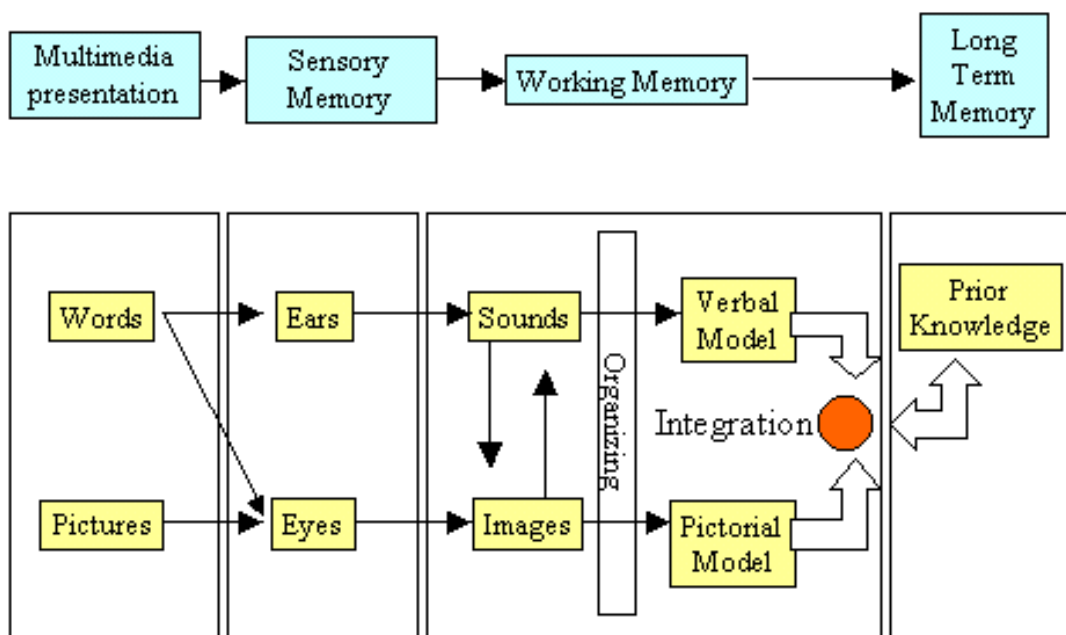 Multimedia
presentation
Sensory
Memory
Working Memory
Long
Term
Memory
Words
Ears
Sounds
Verbal
Model
Prior
Knowledge
Organizing
Integration
Pictures
Eyes
Images
Pictorial
Model